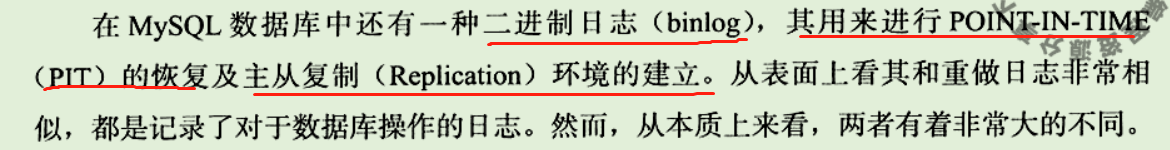 在 MySQL 数据库中还有一种二进制日志（binlog），其用来进行 POINT-IN-TIME
（PIT）的恢复及主从复制（Replication）环境的建立。从表面上看其和重做日志非常相
似，都是记录了对于数据库操作的日志。然而，从本质上来看，两者有着非常大的不同。